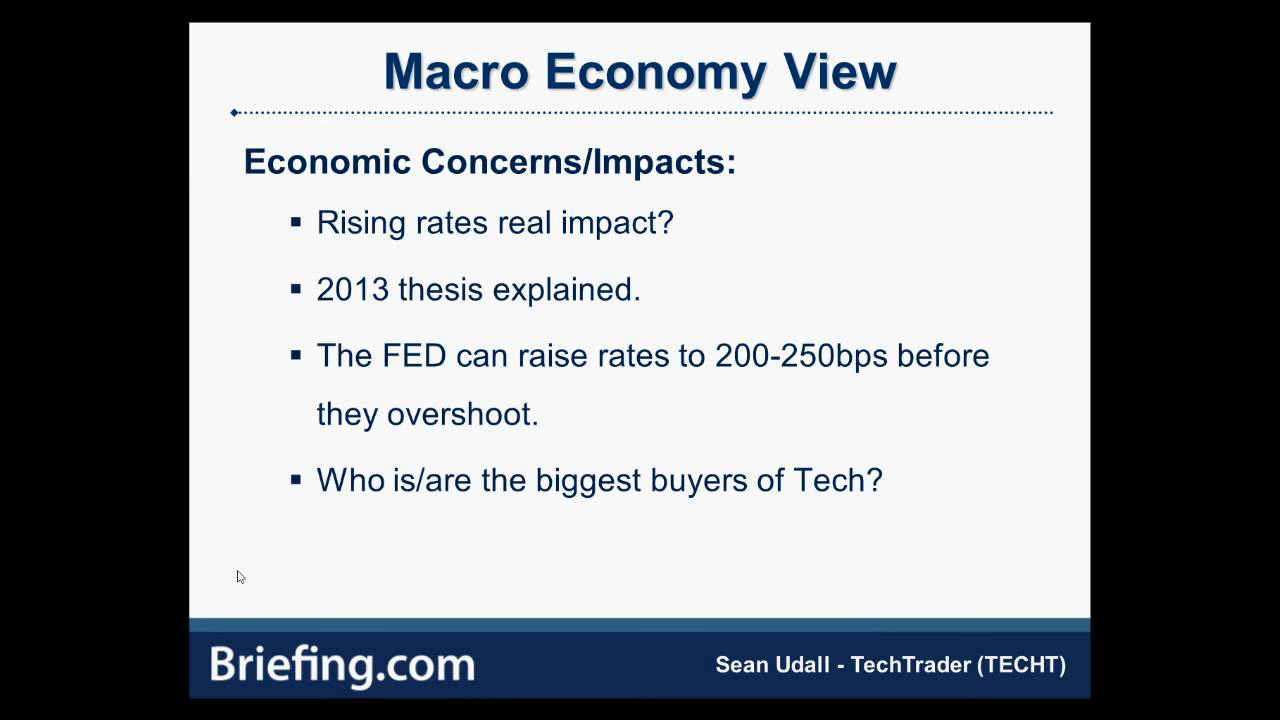 Macro Economy View
Economic Concerns/Impacts:
▪ Rising rates real impact?
▪ 2013 thesis explained.
▪ The FED can raise rates to 200-250bps before
they overshoot.
▪ Who is/are the biggest buyers of Tech?
Briefing.com
Sean Udall - TechTrader (TECHT)